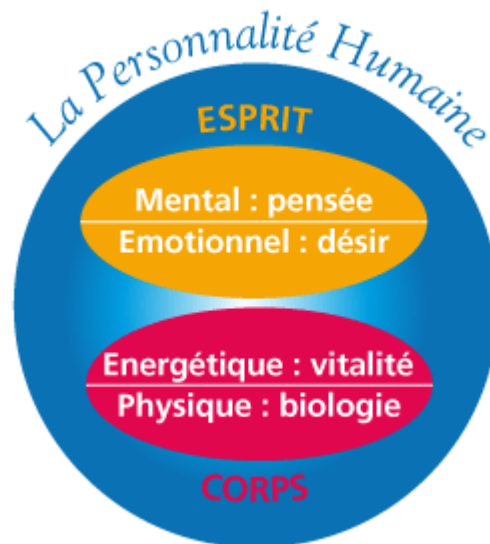 La Personnalité Humaine
ESPRIT
Mental : pensée
Emotionnel : désir
Energétique : vitalité
Physique : biologie
CORPS